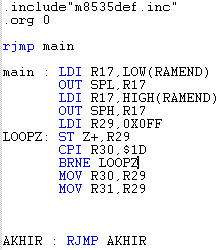 .include"m8535def.inc"
.org 0
rjmp main
main : LDI R17,LOW(RAMEND)
OUT SPL,R17
LDI R17,HIGH(RAMEND)
OUT SPH,R17
LDI R29,0X0FF
LOOPZ: ST Z+,R29
CPI R30,$1D
BRNE LOOPZ
MOV R30,R29
MOV R31,R29
AKHIR : RJMP AKHIR